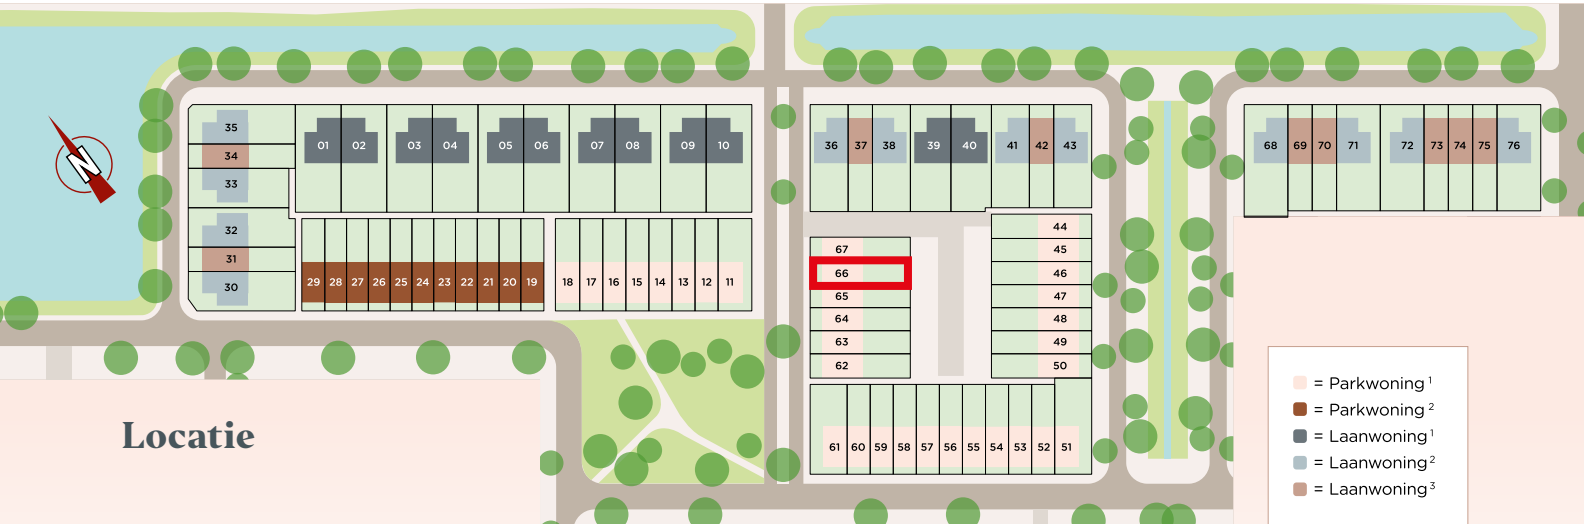 35
34
33
32
31
30
01 02 03 04 05 06 07 08 09 10
36 37 38 39 40 41 42 43
68 69 70 71 72 73 74 75 76
N
29 28 27 26 25 24 23 22 21 20 19 18 17 16 15 14 13 12 11
67
66
65
64
63
62
44
45
46
47
48
49
50
61 60 59 58 57 56 55 54 53 52 51
Locatie
= Parkwoning¹
= Parkwoning²
= Laanwoning¹
= Laanwoning²
= Laanwoning³